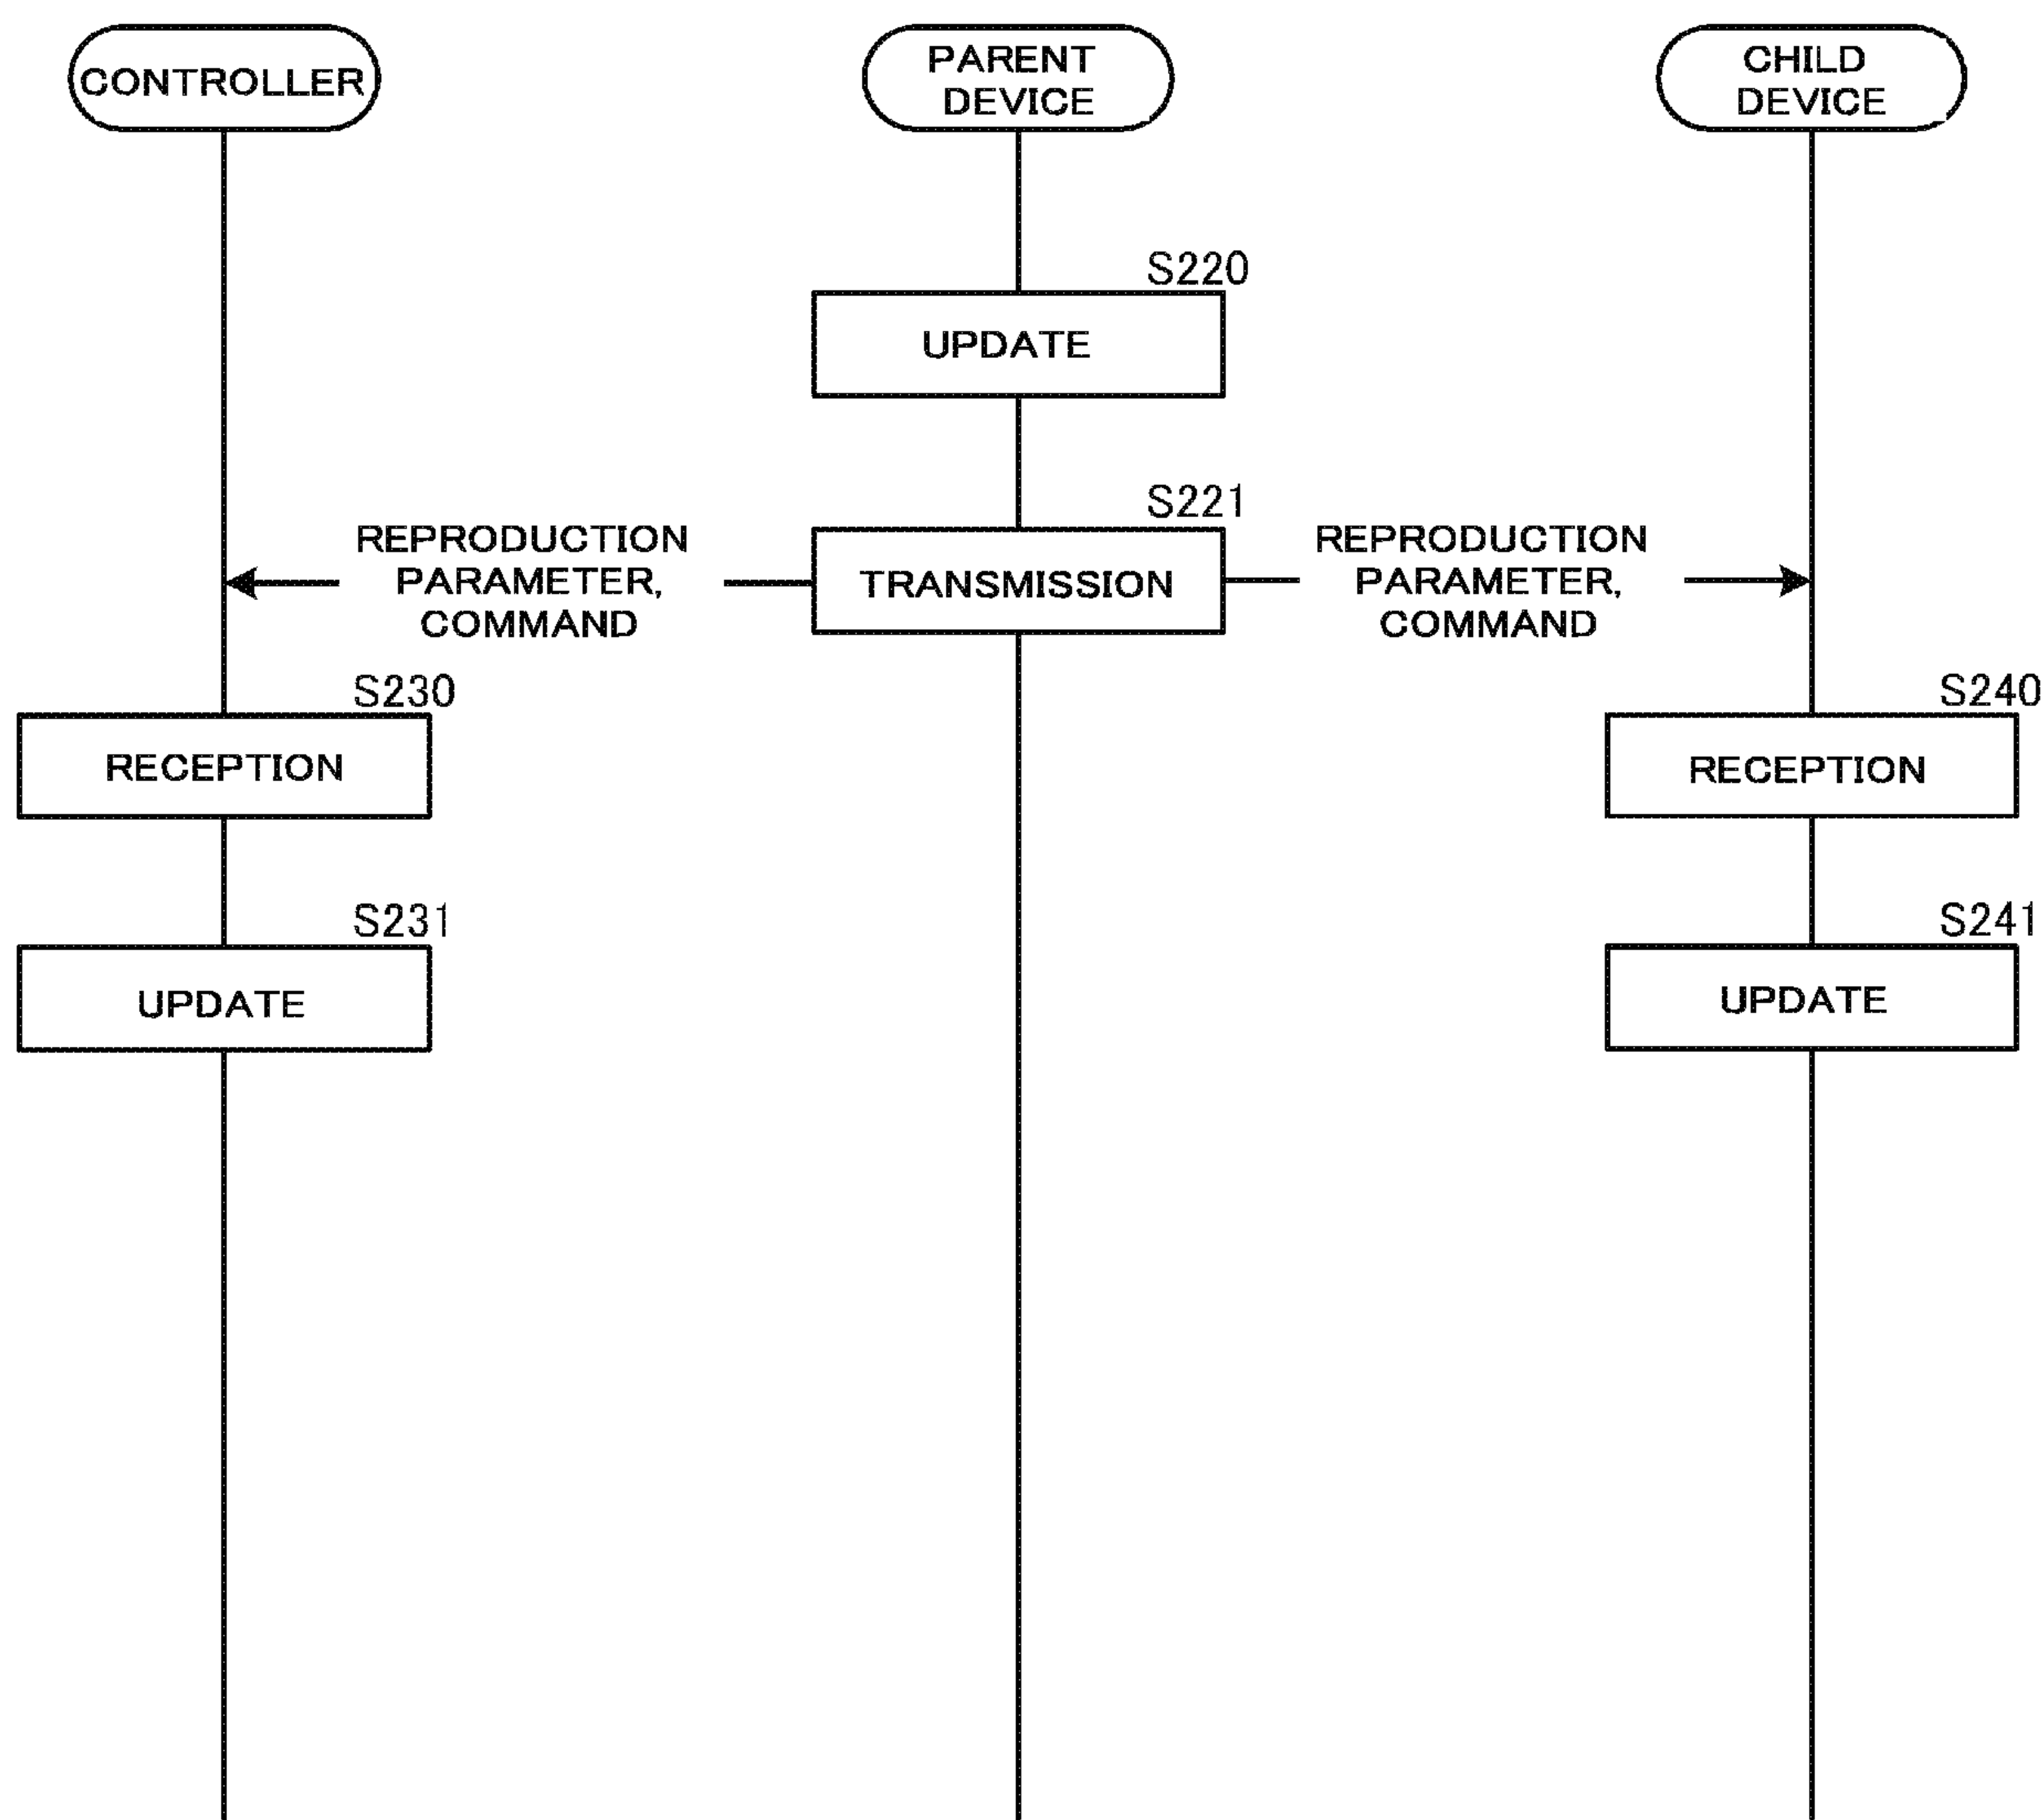 CONTROLLER
PARENT
DEVICE
CHILD
DEVICE
S220
UPDATE
S221
TRANSMISSION
REPRODUCTION
PARAMETER,
COMMAND
REPRODUCTION
PARAMETER,
COMMAND
S230
RECEPTION
S240
RECEPTION
S231
UPDATE
S241
UPDATE